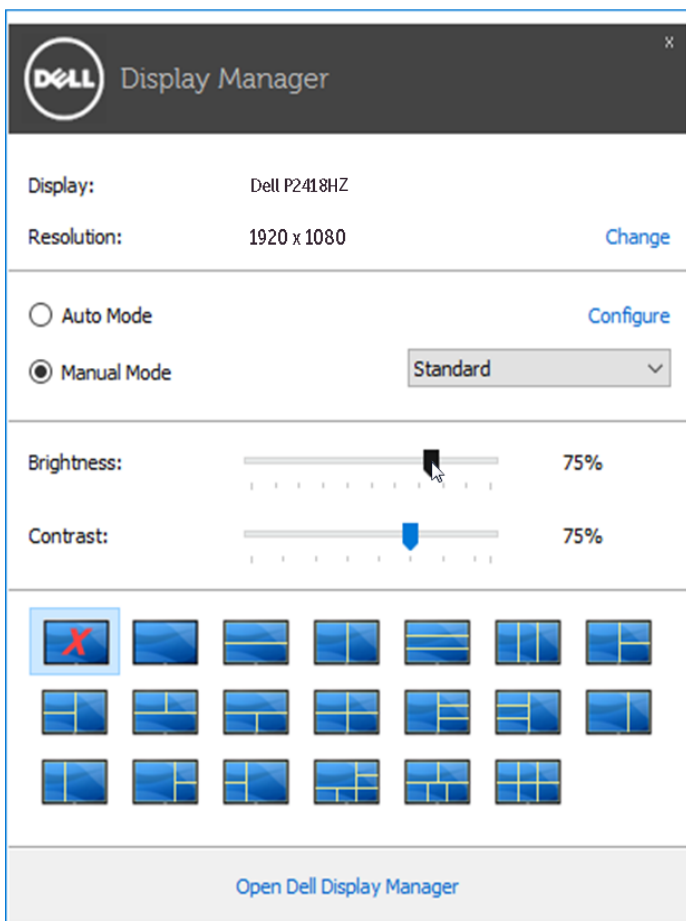 DELL Display Manager x
Display: Dell P2418HZ
Resolution: 1920 x 1080 Change
Auto Mode Configure
Manual Mode Standard
Brightness: 75%
Contrast: 75%
X
Open Dell Display Manager